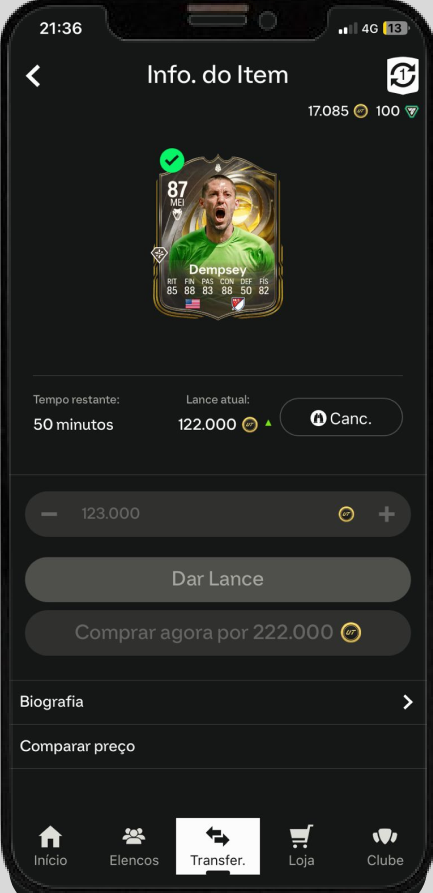 21:36
4G 13
Info. do Item
1
17.085 100
87
MEI
Dempsey
RIT FIN PAS CON DEF FÍS
85 88 83 88 50 82
Tempo restante:
50 minutos
Lance atual:
122.000
Canc.
123.000
Dar Lance
Comprar agora por 222.000
Biografia
Comparar preço
Início
Elencos
Transfer.
Loja
Clube